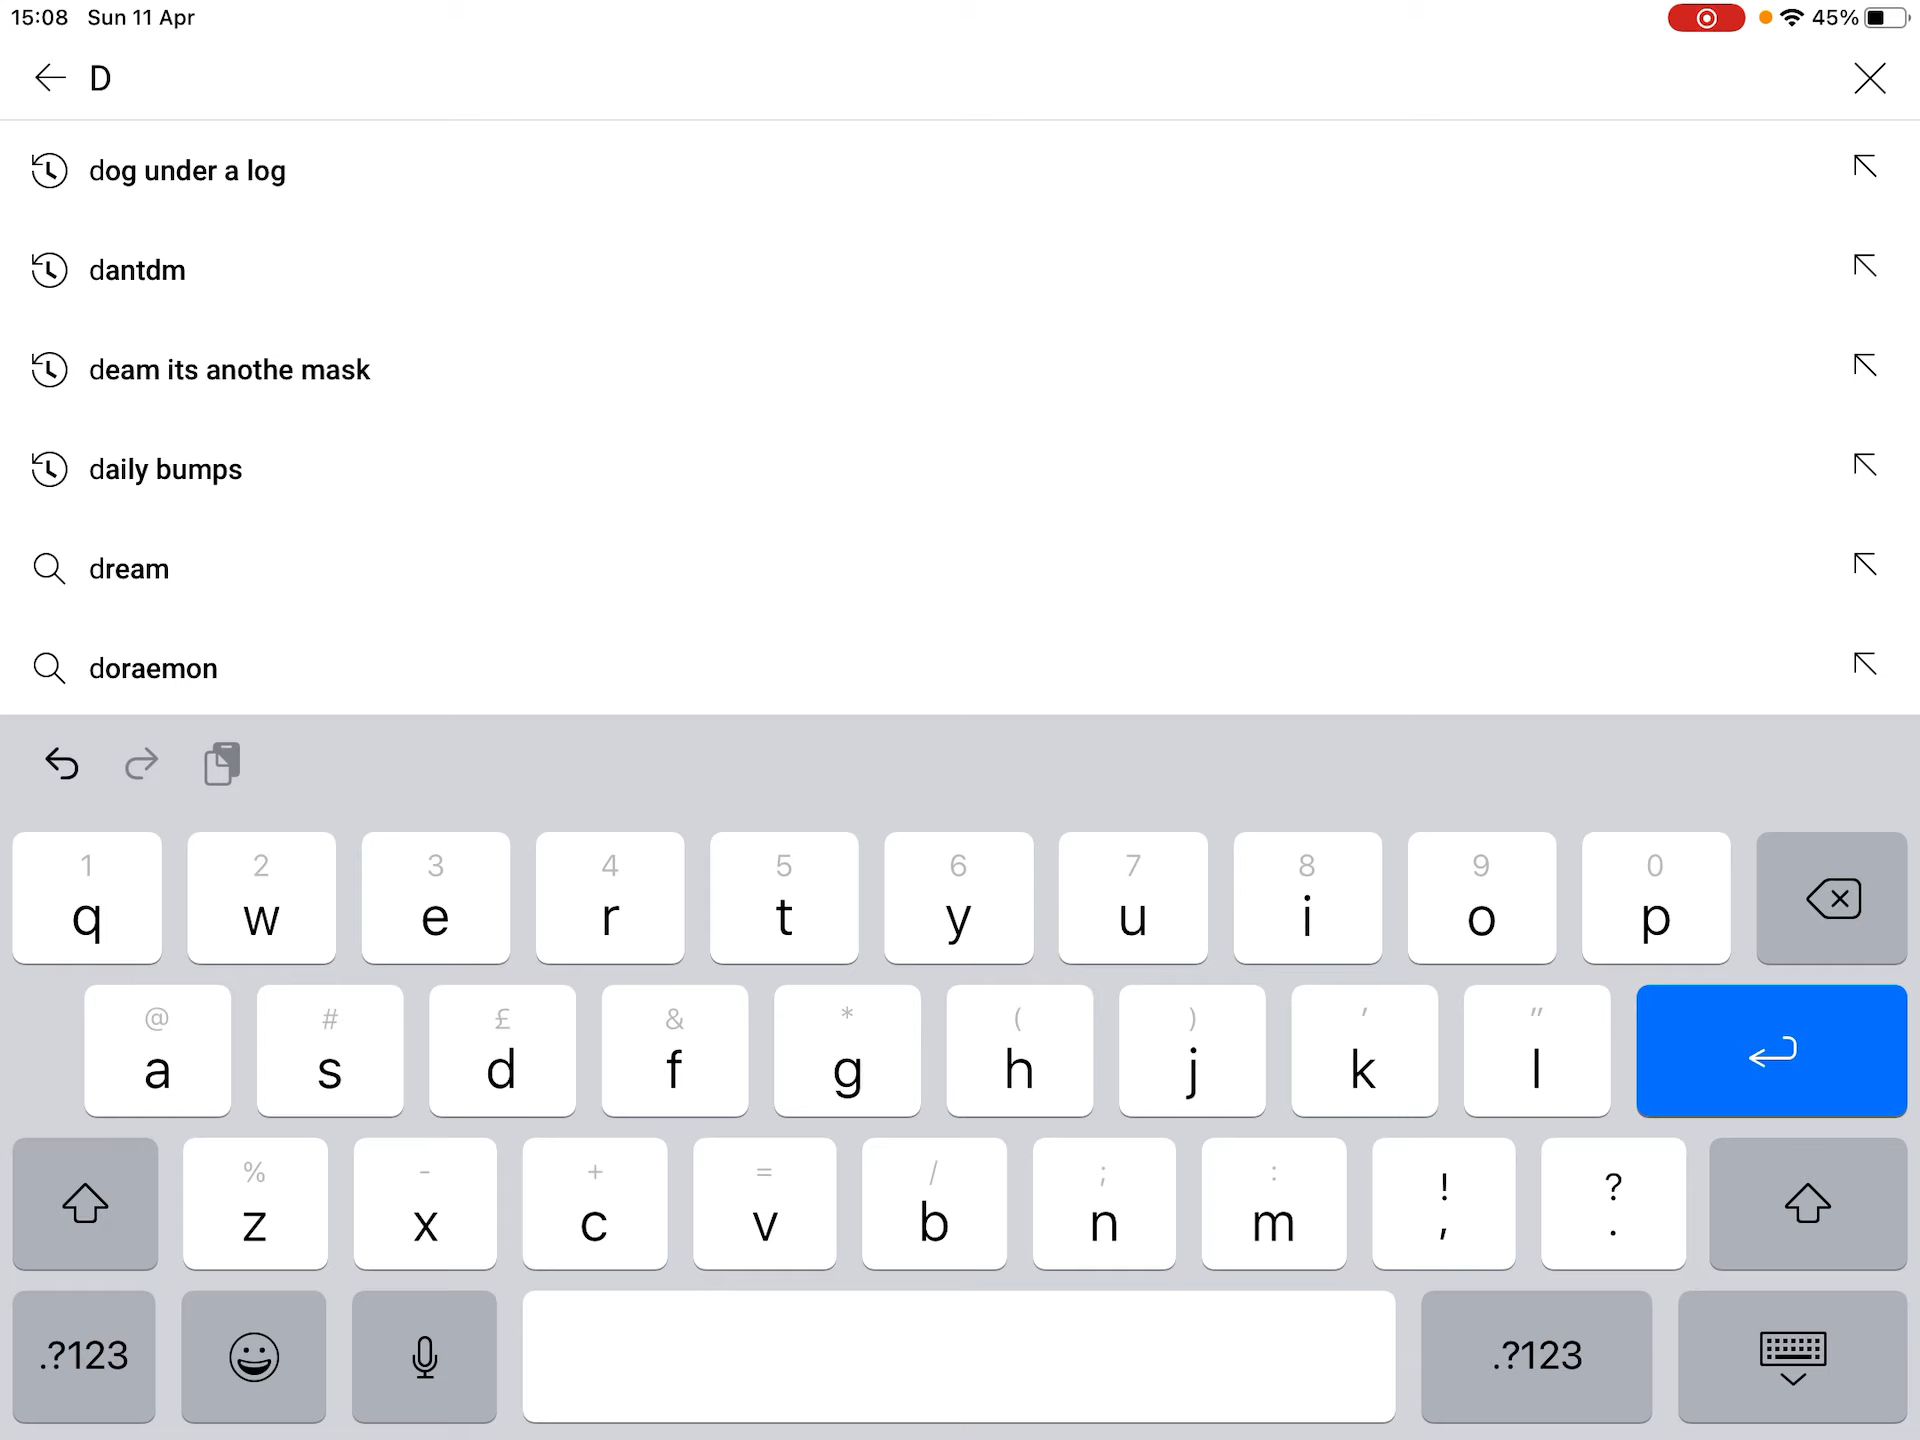 15:08 Sun 11 Apr 45%
D
dog under a log
dantdm
deam its anothe mask
daily bumps
dream
doraemon
1 2 3 4 5 6 7 8 9 0
q w e r t y u i o p
@ # £ & * ( ) ' "
a s d f g h j k l
% - + = / ; : ! ?
z x c v b n m , .
.?123 .?123